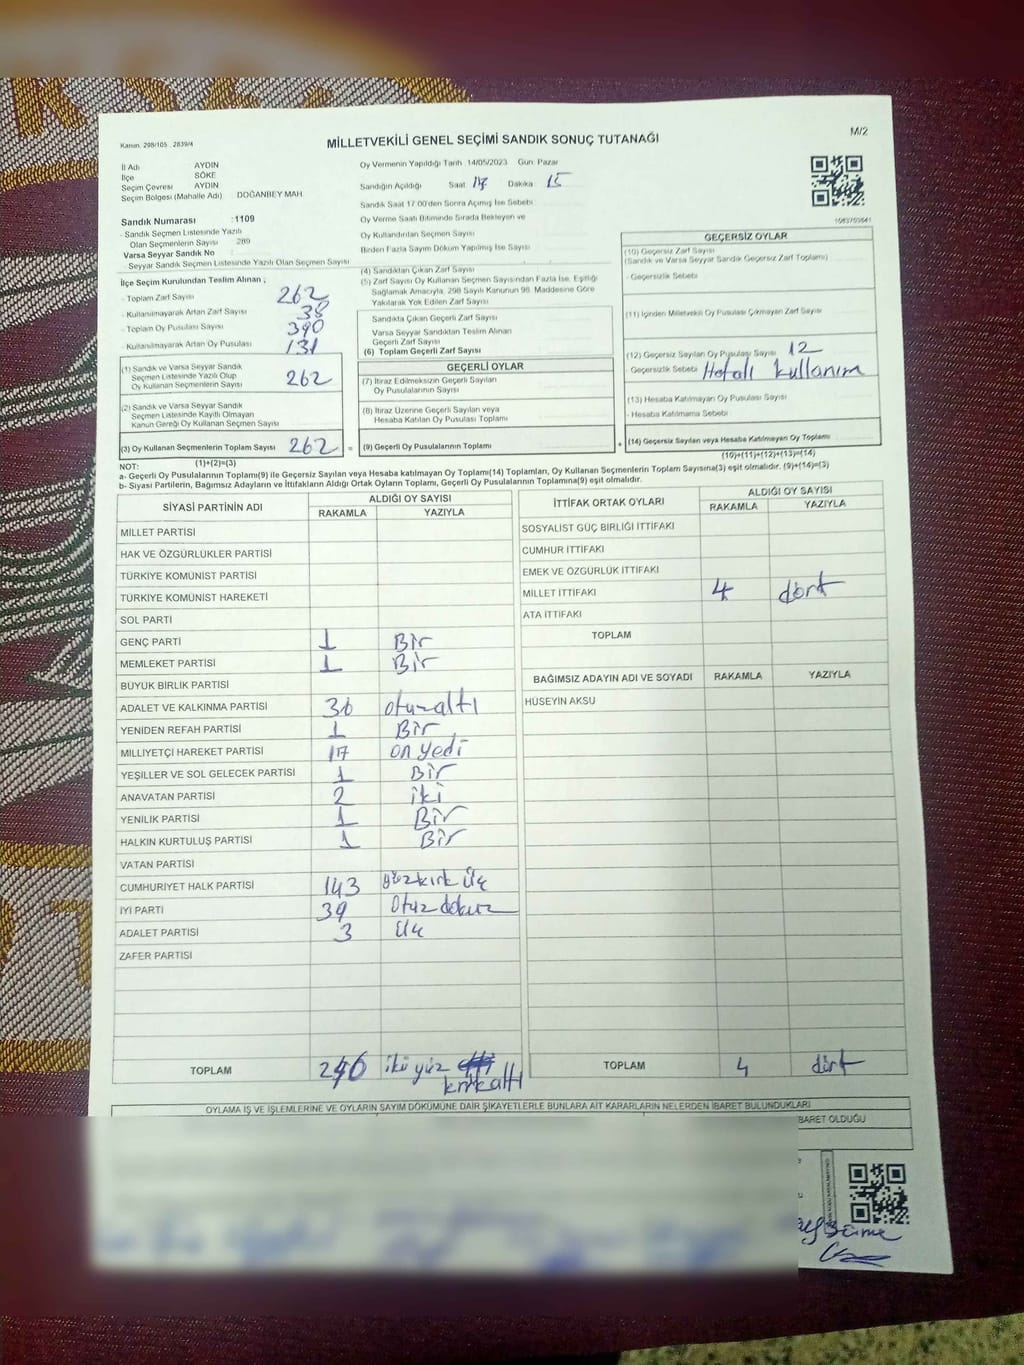 Kanun. 298/105 . 2839/4
MİLLETVEKİLİ GENEL SEÇİMİ SANDIK SONUÇ TUTANAĞI
M/2
İl Adı AYDIN
İlçe SÖKE
Seçim Çevresi AYDIN
Seçim Bölgesi (Mahalle Adı) DOĞANBEY MAH
Sandık Numarası : 1109
- Sandık Seçmen Listesinde Yazılı
Olan Seçmenlerin Sayısı 289
Varsa Seyyar Sandık No
- Seyyar Sandık Seçmen Listesinde Yazılı Olan Seçmen Sayısı
Oy Vermenin Yapıldığı Tarih 14/05/2023 Gün: Pazar
Sandığın Açıldığı Saat 17 Dakika 15
Sandık Saat 17:00'den Sonra Açılmış İse Sebebi
Oy Verme Saati Bitiminde Sırada Bekleyen ve
Oy Kullandırılan Seçmen Sayısı
Birden Fazla Sayım Döküm Yapılmış İse Sayısı
İlçe Seçim Kurulundan Teslim Alınan ;
- Toplam Zarf Sayısı 262
- Kullanılmayarak Artan Zarf Sayısı 38
- Toplam Oy Pusulası Sayısı 390
- Kullanılmayarak Artan Oy Pusulası 131
(1) Sandık ve Varsa Seyyar Sandık
Seçmen Listesinde Yazılı Olup
Oy Kullanan Seçmenlerin Sayısı 262
(2) Sandık ve Varsa Seyyar Sandık
Seçmen Listesinde Kayıtlı Olmayan
Kanun Gereği Oy Kullanan Seçmenlerin Sayısı
(3) Oy Kullanan Seçmenlerin Toplam Sayısı 262 =
(1)+(2)=(3)
(4) Sandıktan Çıkan Zarf Sayısı
(5) Zarf Sayısı Oy Kullanan Seçmen Sayısından Fazla İse, Eşitliği
Sağlamak Amacıyla, 298 Sayılı Kanunun 98. Maddesine Göre
Yakılarak Yok Edilen Zarf Sayısı
Sandıkta Çıkan Geçerli Zarf Sayısı
Varsa Seyyar Sandıktan Teslim Alınan
Geçerli Zarf Sayısı
(6) Toplam Geçerli Zarf Sayısı
GEÇERLİ OYLAR
(7) İtiraz Edilmeksizin Geçerli Sayılan
Oy Pusulalarının Sayısı
(8) İtiraz Üzerine Geçerli Sayılan veya
Hesaba Katılan Oy Pusulası Toplamı
(9) Geçerli Oy Pusulalarının Toplamı +
1083759841
GEÇERSİZ OYLAR
(10) Geçersiz Zarf Sayısı
(Sandık ve Varsa Seyyar Sandık Geçersiz Zarf Toplamı)
- Geçersizlik Sebebi
(11) İçinden Milletvekili Oy Pusulası Çıkmayan Zarf Sayısı
(12) Geçersiz Sayılan Oy Pusulası Sayısı 12
- Geçersizlik Sebebi Hatalı kullanım
(13) Hesaba Katılmayan Oy Pusulası Sayısı
- Hesaba Katılmama Sebebi
(14) Geçersiz Sayılan veya Hesaba Katılmayan Oy Toplamı
(10)+(11)+(12)+(13)=(14)
NOT:
a- Geçerli Oy Pusulalarının Toplamı(9) ile Geçersiz Sayılan veya Hesaba katılmayan Oy Toplamı(14) Toplamları, Oy Kullanan Seçmenlerin Toplam Sayısına(3) eşit olmalıdır. (9)+(14)=(3)
b- Siyasi Partilerin, Bağımsız Adayların ve İttifakların Aldığı Ortak Oyların Toplamı, Geçerli Oy Pusulalarının Toplamına(9) eşit olmalıdır.
SİYASİ PARTİNİN ADI ALDIĞI OY SAYISI
RAKAMLA YAZIYLA
MİLLET PARTİSİ
HAK VE ÖZGÜRLÜKLER PARTİSİ
TÜRKİYE KOMÜNİST PARTİSİ
TÜRKİYE KOMÜNİST HAREKETİ
SOL PARTİ
GENÇ PARTİ 1 Bir
MEMLEKET PARTİSİ 1 Bir
BÜYÜK BİRLİK PARTİSİ
ADALET VE KALKINMA PARTİSİ 36 otuzaltı
YENİDEN REFAH PARTİSİ 1 Bir
MİLLİYETÇİ HAREKET PARTİSİ 17 on yedi
YEŞİLLER VE SOL GELECEK PARTİSİ 1 Bir
ANAVATAN PARTİSİ 2 iki
YENİLİK PARTİSİ 1 Bir
HALKIN KURTULUŞ PARTİSİ 1 Bir
VATAN PARTİSİ
CUMHURİYET HALK PARTİSİ 143 yüzkırk üç
İYİ PARTİ 39 Otuz dokuz
ADALET PARTİSİ 3 üç
ZAFER PARTİSİ
TOPLAM 246 iki yüz
kırkaltı
İTTİFAK ORTAK OYLARI ALDIĞI OY SAYISI
RAKAMLA YAZIYLA
SOSYALİST GÜÇ BİRLİĞİ İTTİFAKI
CUMHUR İTTİFAKI
EMEK VE ÖZGÜRLÜK İTTİFAKI
MİLLET İTTİFAKI 4 dört
ATA İTTİFAKI
TOPLAM
BAĞIMSIZ ADAYIN ADI VE SOYADI RAKAMLA YAZIYLA
HÜSEYİN AKSU
TOPLAM 4 dört
OYLAMA İŞ VE İŞLEMLERİNE VE OYLARIN SAYIM DÖKÜMÜNE DAİR ŞİKAYETLERLE BUNLARA AİT KARARLARIN NELERDEN İBARET BULUNDUKLARI
İBARET OLDUĞU